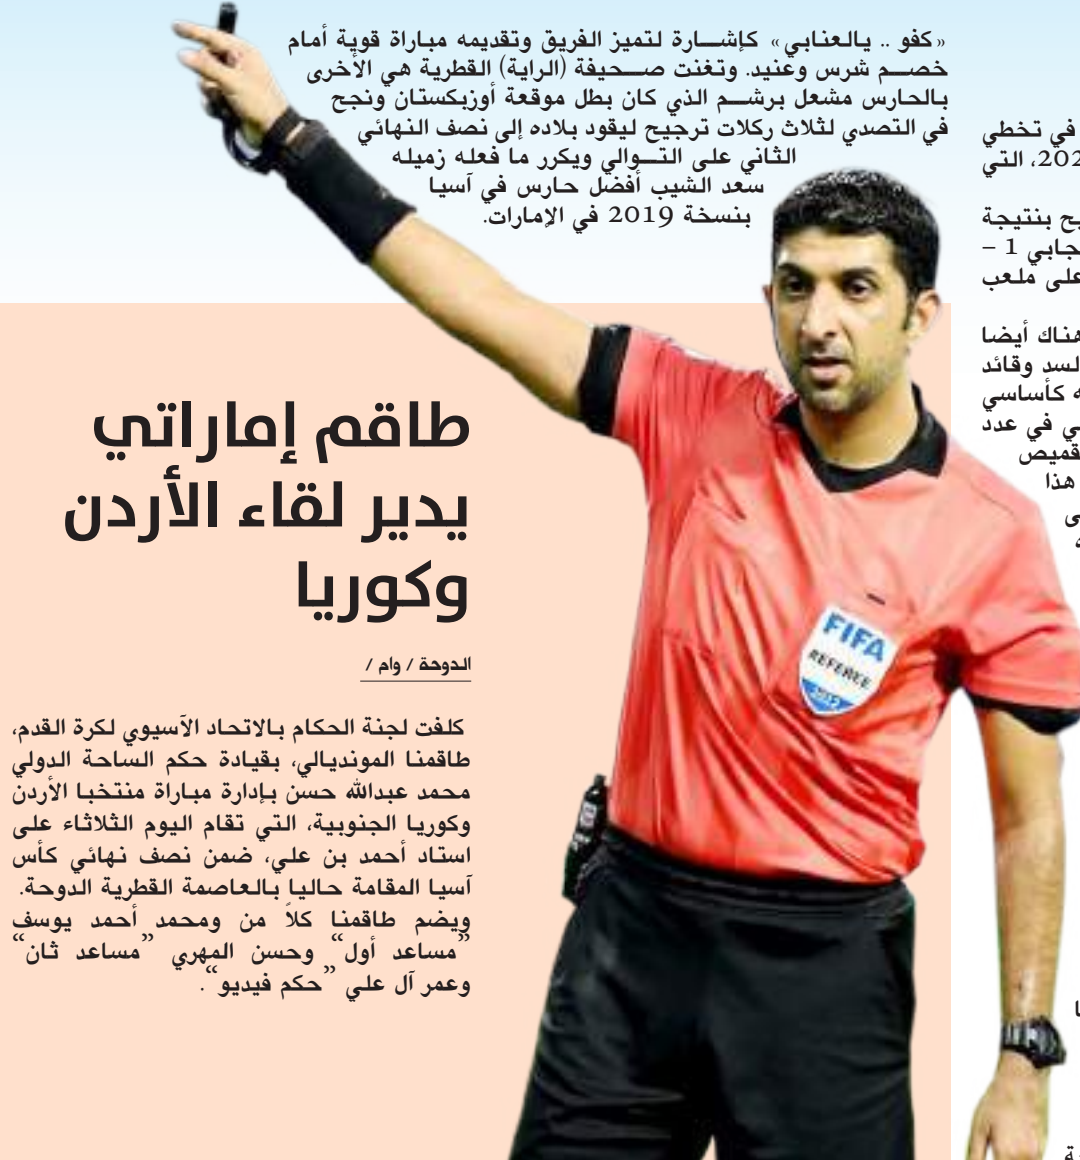 « كفو .. يالعنابي» كإشــارة لتميز الفريق وتقديمه مباراة قوية أمام
خصــم شرس وعنيد. وتغنت صــحيفة (الراية) القطرية هي الأخرى
بالحارس مشعل برشــم الذي كان بطل موقعة أوزبكستان ونجح
في التصدي لثلاث ركلات ترجيح ليقود بلاده إلى نصف النهائي
الثاني على التــوالي ويكرر ما فعله زميله
سعد الشيب أفضل حارس في آسيا
بنسخة 2019 في الإمارات.
في تخطي
التي
بنتيجة
1 –
على ملعب
هناك أيضا
وقائد
كأساسي
في عدد
هذا
طاقم إماراتي
يدير لقاء الأردن
وكوريا
الدوحة / وام /
كلفت لجنة الحكام بالاتحاد الآسيوي لكرة القدم،
طاقمنا المونديالي، بقيادة حكم الساحة الدولي
محمد عبدالله حسن بإدارة مباراة منتخبا الأردن
وكوريا الجنوبية، التي تقام اليوم الثلاثاء على
استاد أحمد بن علي، ضمن نصف نهائي كأس
آسيا المقامة حاليا بالعاصمة القطرية الدوحة.
ويضم طاقمنا كلاً من ومحمد أحمد يوسف
”مساعد أول“ وحسن المهري ”مساعد ثان“
وعمر آل علي ”حكم فيديو“.
FIFA
REFEREE